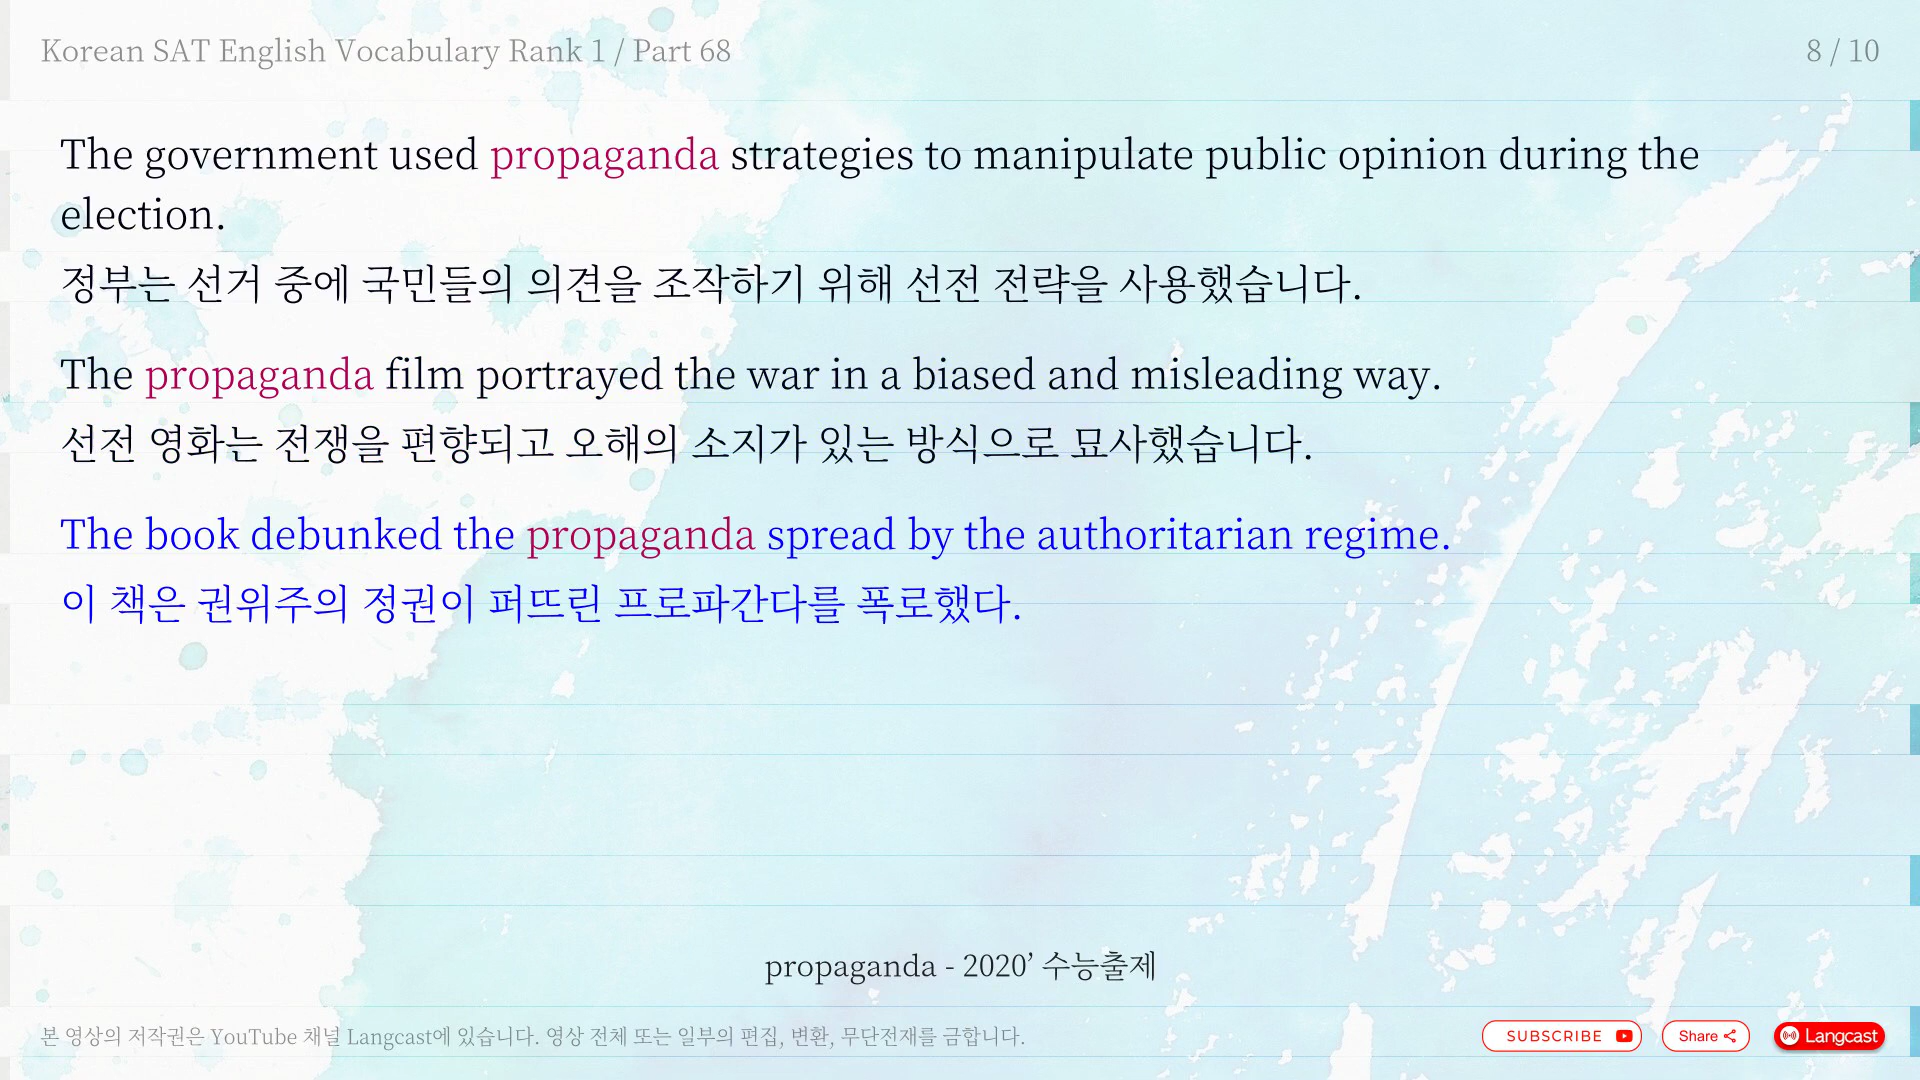 Korean SAT English Vocabulary Rank 1 / Part 68
8 / 10
The government used propaganda strategies to manipulate public opinion during the
election.
정부는 선거 중에 국민들의 의견을 조작하기 위해 선전 전략을 사용했습니다.
The propaganda film portrayed the war in a biased and misleading way.
선전 영화는 전쟁을 편향되고 오해의 소지가 있는 방식으로 묘사했습니다.
The book debunked the propaganda spread by the authoritarian regime.
이 책은 권위주의 정권이 퍼뜨린 프로파간다를 폭로했다.
propaganda - 2020’ 수능출제
본 영상의 저작권은 YouTube 채널 Langcast에 있습니다. 영상 전체 또는 일부의 편집, 변환, 무단전재를 금합니다.
SUBSCRIBE
Share
Langcast